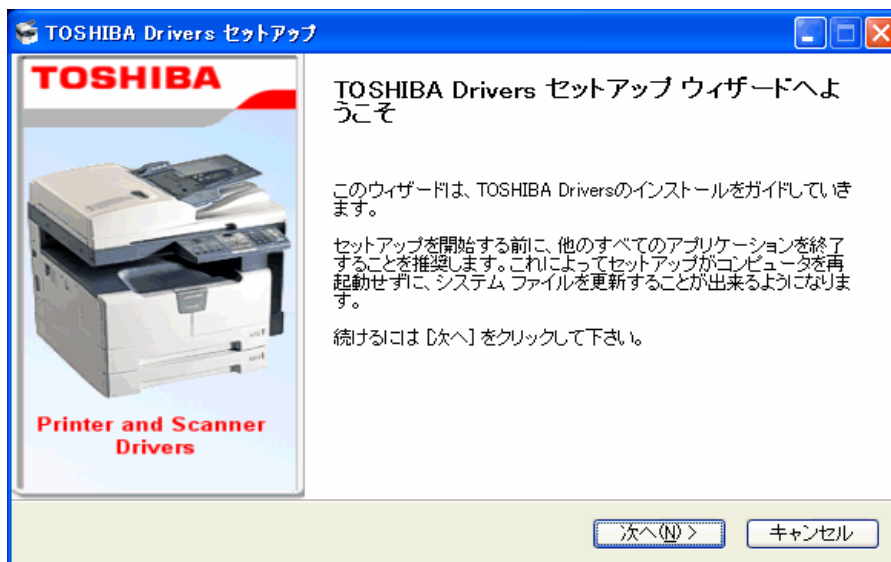 TOSHIBA Drivers セットアップ
TOSHIBA
TOSHIBA Drivers セットアップ ウィザードへよ
うこそ
このウィザードは、TOSHIBA Driversのインストールをガイドしていき
ます。
セットアップを開始する前に、他のすべてのアプリケーションを終了
することを推奨します。これによってセットアップがコンピュータを再
起動せずに、システム ファイルを更新することが出来るようになりま
す。
続けるには [次へ] をクリックして下さい。
Printer and Scanner
Drivers
次へ(N) >
キャンセル